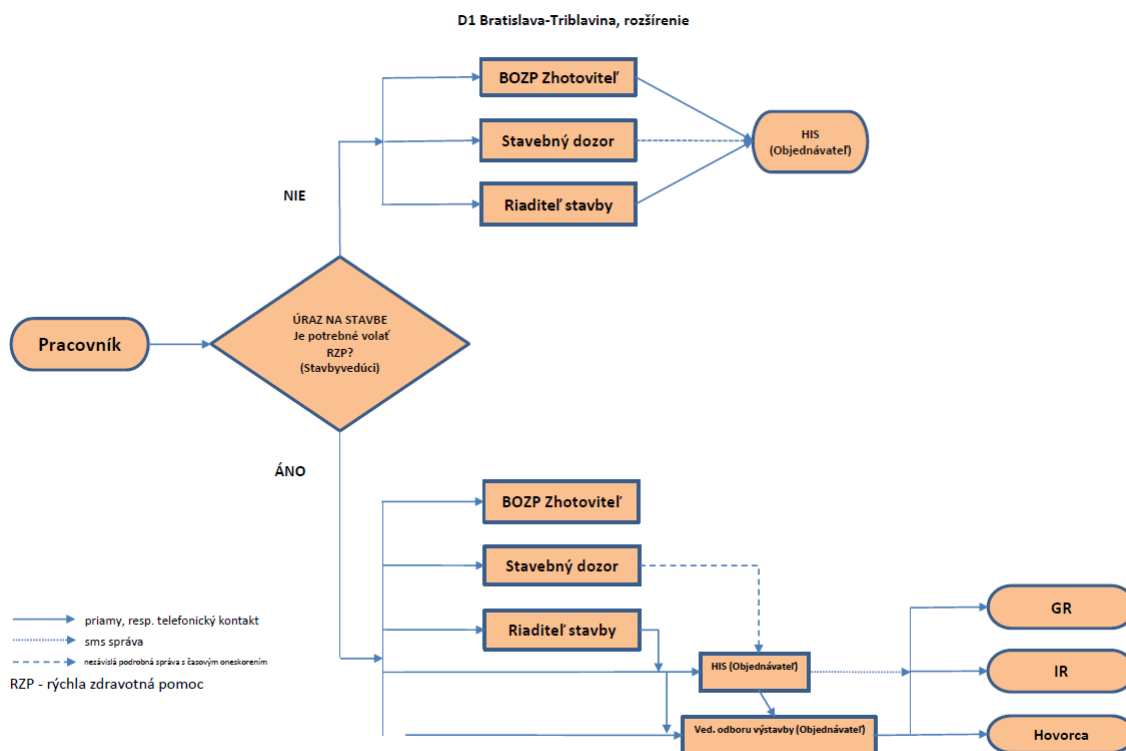 D1 Bratislava-Triblavina, rozšírenie
BOZP Zhotoviteľ
Stavebný dozor
Riaditeľ stavby
HIS
(Objednávateľ)
NIE
Pracovník
ÚRAZ NA STAVBE
Je potrebné volať
RZP?
(Stavbyvedúci)
ÁNO
BOZP Zhotoviteľ
Stavebný dozor
Riaditeľ stavby
HIS (Objednávateľ)
Ved. odboru výstavby (Objednávateľ)
GR
IR
Hovorca
priamy, resp. telefonický kontakt
sms správa
nezávislá podrobná správa s časovým oneskorením
RZP - rýchla zdravotná pomoc